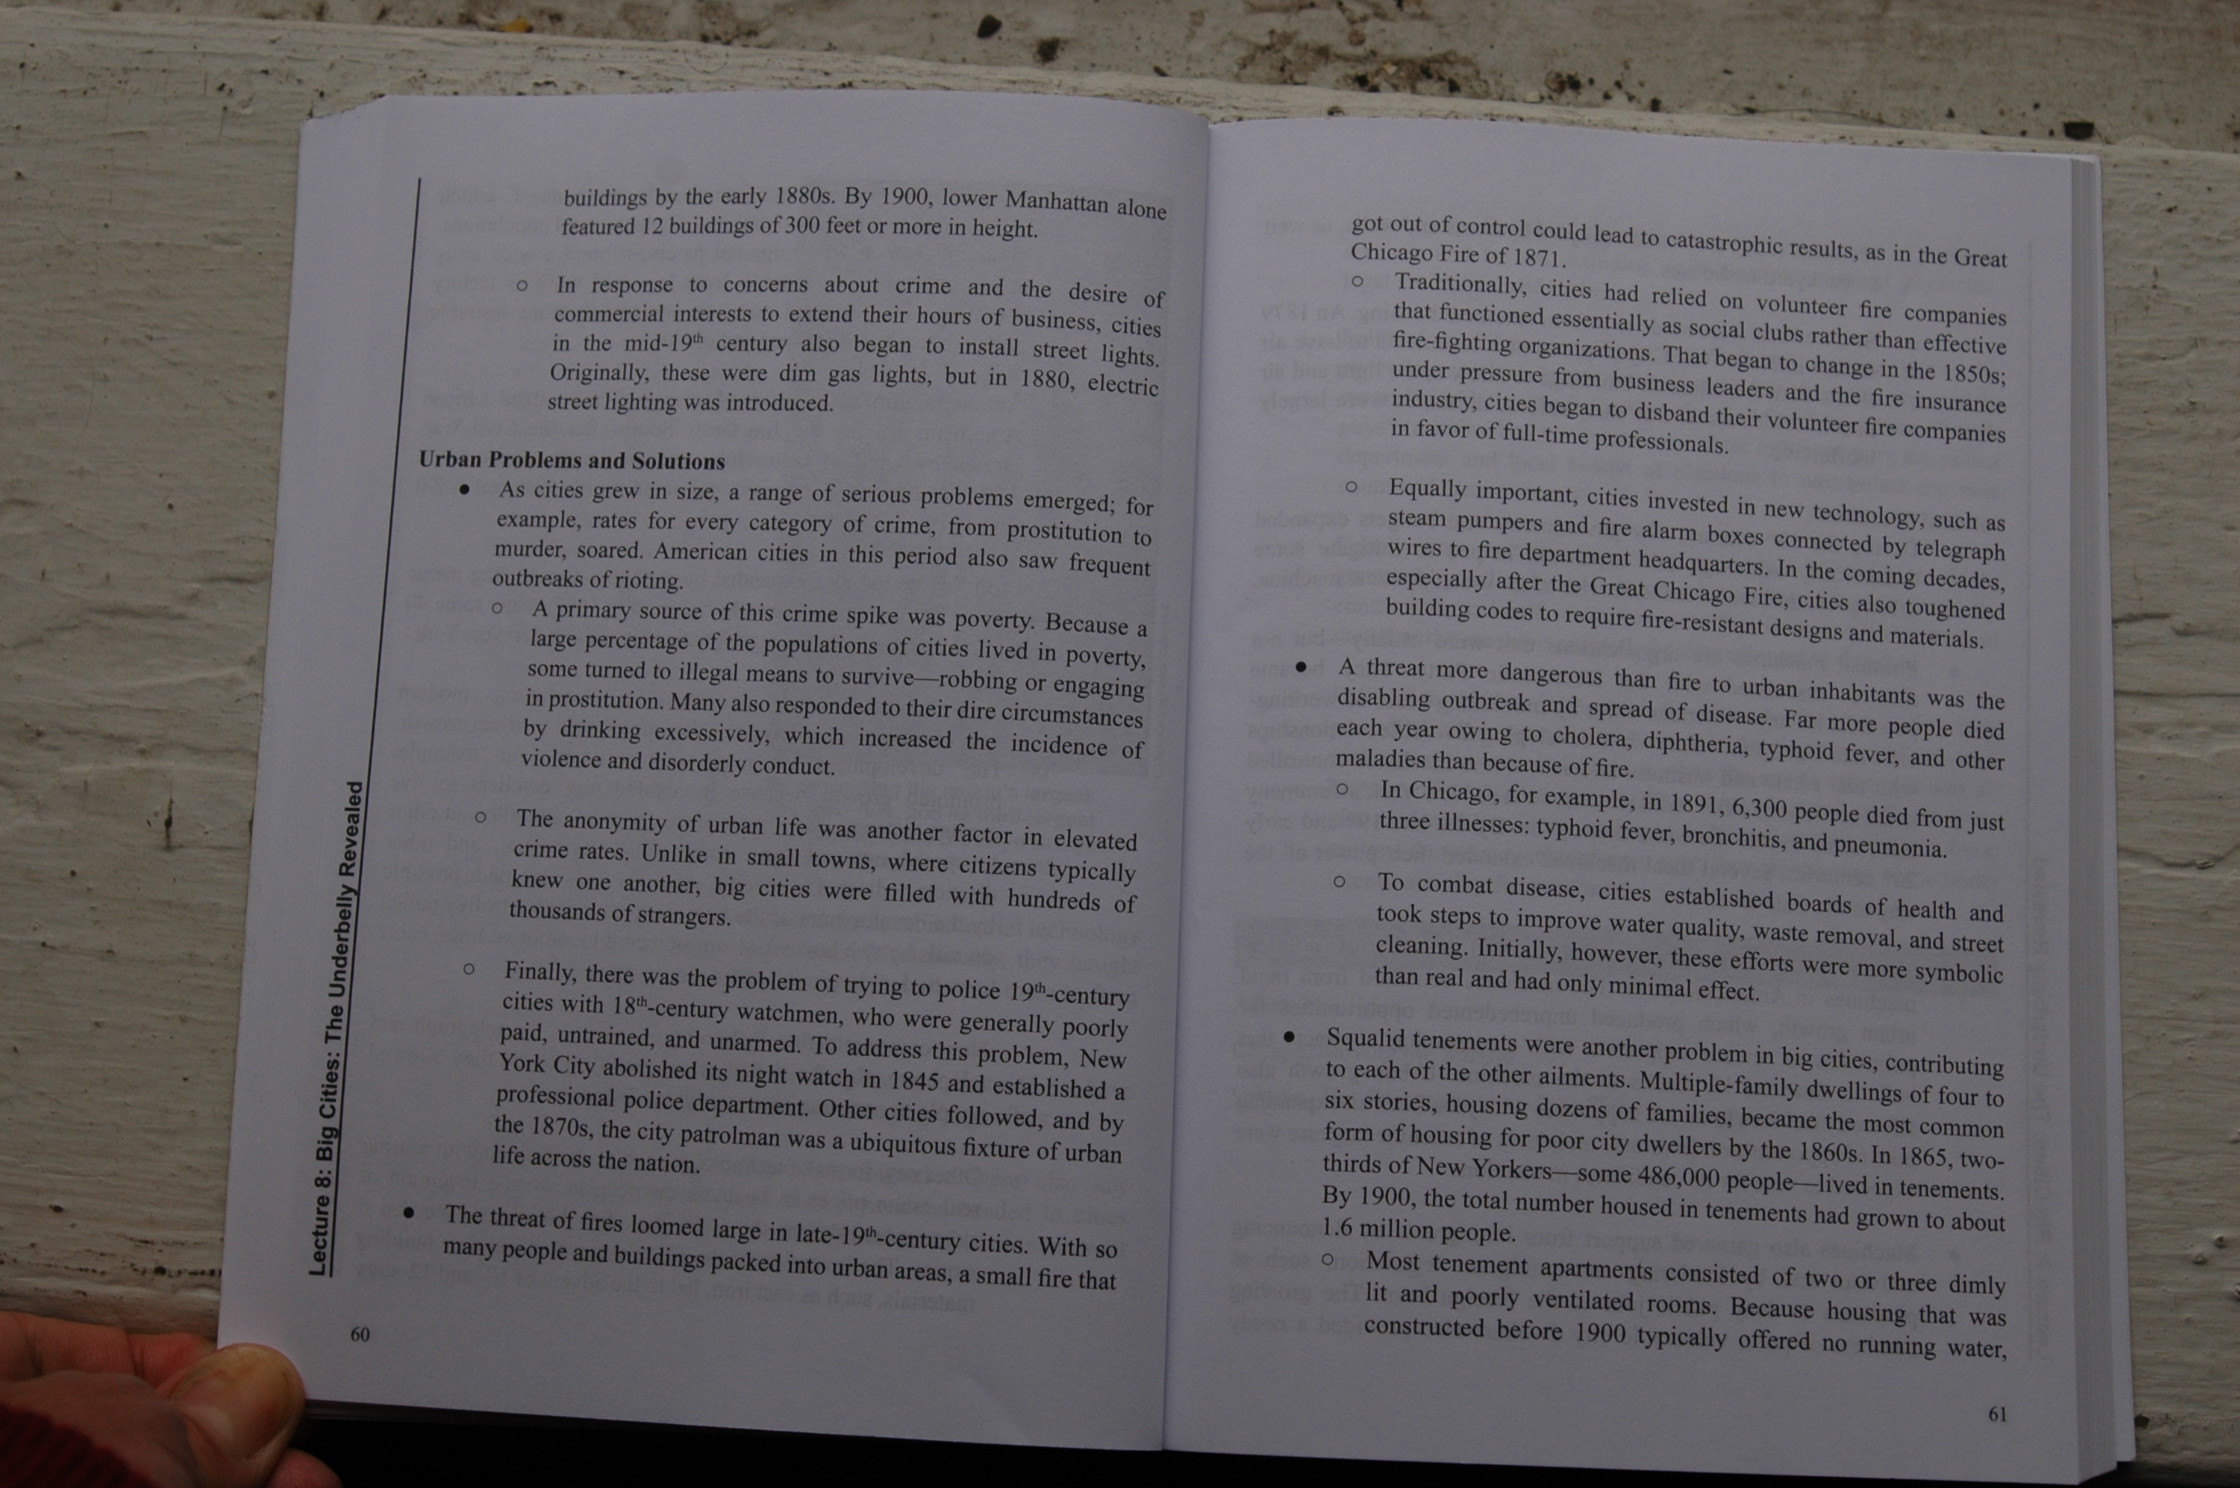 buildings by the early 1880s. By 1900, lower Manhattan alone
featured 12 buildings of 300 feet or more in height.
○ In response to concerns about crime and the desire of
commercial interests to extend their hours of business, cities
in the mid-19th century also began to install street lights.
Originally, these were dim gas lights, but in 1880, electric
street lighting was introduced.
Urban Problems and Solutions
● As cities grew in size, a range of serious problems emerged; for
example, rates for every category of crime, from prostitution to
murder, soared. American cities in this period also saw frequent
outbreaks of rioting.
○ A primary source of this crime spike was poverty. Because a
large percentage of the populations of cities lived in poverty,
some turned to illegal means to survive—robbing or engaging
in prostitution. Many also responded to their dire circumstances
by drinking excessively, which increased the incidence of
violence and disorderly conduct.
○ The anonymity of urban life was another factor in elevated
crime rates. Unlike in small towns, where citizens typically
knew one another, big cities were filled with hundreds of
thousands of strangers.
○ Finally, there was the problem of trying to police 19th-century
cities with 18th-century watchmen, who were generally poorly
paid, untrained, and unarmed. To address this problem, New
York City abolished its night watch in 1845 and established a
professional police department. Other cities followed, and by
the 1870s, the city patrolman was a ubiquitous fixture of urban
life across the nation.
● The threat of fires loomed large in late-19th-century cities. With so
many people and buildings packed into urban areas, a small fire that
Lecture 8: Big Cities: The Underbelly Revealed
60
got out of control could lead to catastrophic results, as in the Great
Chicago Fire of 1871.
○ Traditionally, cities had relied on volunteer fire companies
that functioned essentially as social clubs rather than effective
fire-fighting organizations. That began to change in the 1850s;
under pressure from business leaders and the fire insurance
industry, cities began to disband their volunteer fire companies
in favor of full-time professionals.
○ Equally important, cities invested in new technology, such as
steam pumpers and fire alarm boxes connected by telegraph
wires to fire department headquarters. In the coming decades,
especially after the Great Chicago Fire, cities also toughened
building codes to require fire-resistant designs and materials.
● A threat more dangerous than fire to urban inhabitants was the
disabling outbreak and spread of disease. Far more people died
each year owing to cholera, diphtheria, typhoid fever, and other
maladies than because of fire.
○ In Chicago, for example, in 1891, 6,300 people died from just
three illnesses: typhoid fever, bronchitis, and pneumonia.
○ To combat disease, cities established boards of health and
took steps to improve water quality, waste removal, and street
cleaning. Initially, however, these efforts were more symbolic
than real and had only minimal effect.
● Squalid tenements were another problem in big cities, contributing
to each of the other ailments. Multiple-family dwellings of four to
six stories, housing dozens of families, became the most common
form of housing for poor city dwellers by the 1860s. In 1865, two-
thirds of New Yorkers—some 486,000 people—lived in tenements.
By 1900, the total number housed in tenements had grown to about
1.6 million people.
○ Most tenement apartments consisted of two or three dimly
lit and poorly ventilated rooms. Because housing that was
constructed before 1900 typically offered no running water,
61